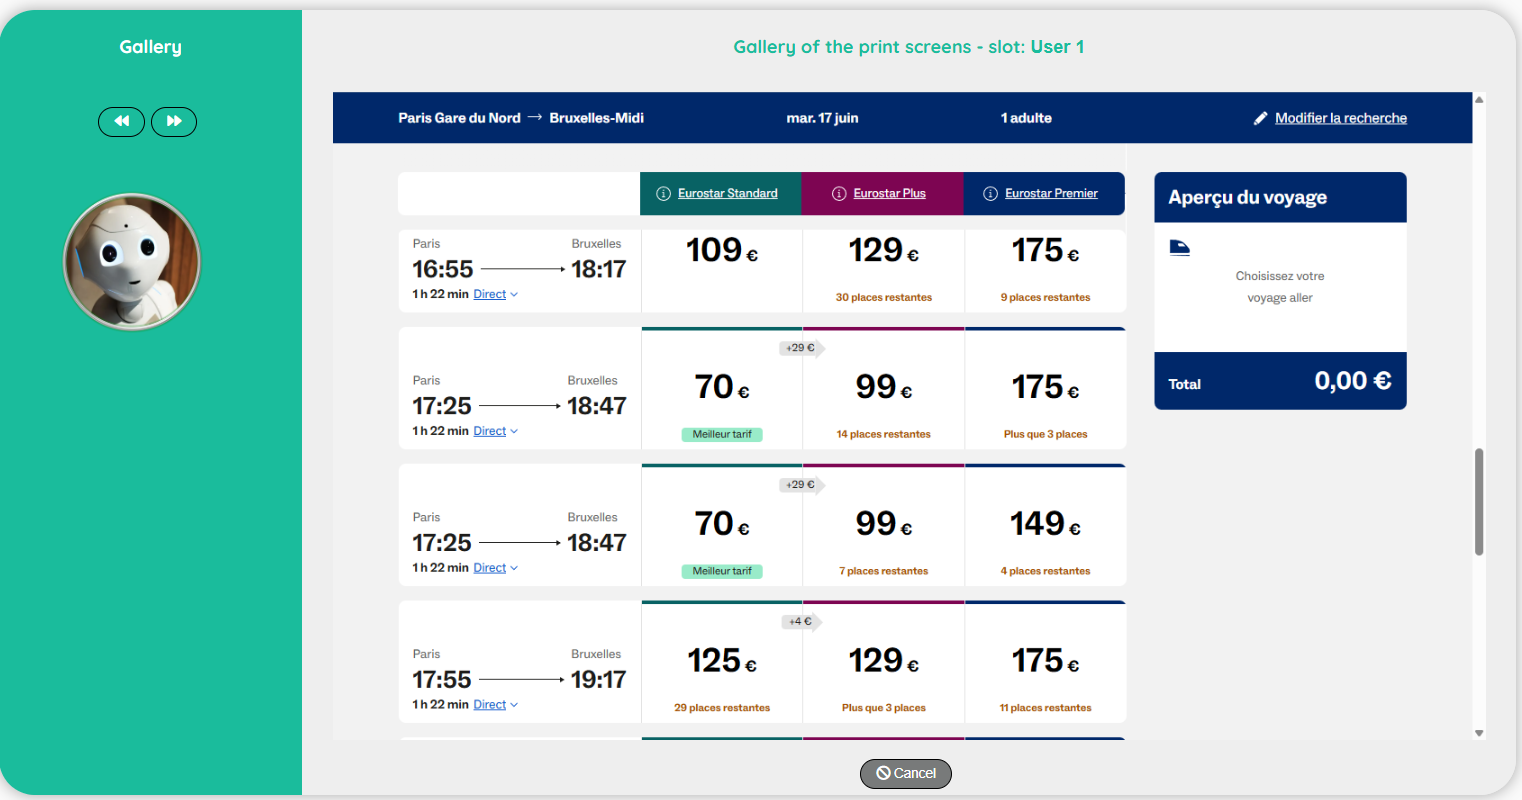 Gallery
Gallery of the print screens - slot: User 1
Paris Gare du Nord → Bruxelles-Midi
mar. 17 juin
1 adulte
Modifier la recherche
Eurostar Standard
Eurostar Plus
Eurostar Premier
Paris
Bruxelles
16:55
18:17
1 h 22 min Direct
109 €
129 €
30 places restantes
175 €
9 places restantes
+29 €
Paris
Bruxelles
17:25
18:47
1 h 22 min Direct
70 €
Meilleur tarif
99 €
14 places restantes
175 €
Plus que 3 places
+29 €
Paris
Bruxelles
17:25
18:47
1 h 22 min Direct
70 €
Meilleur tarif
99 €
7 places restantes
149 €
4 places restantes
+4 €
Paris
Bruxelles
17:55
19:17
1 h 22 min Direct
125 €
29 places restantes
129 €
Plus que 3 places
175 €
11 places restantes
Aperçu du voyage
Choisissez votre
voyage aller
Total
0,00 €
Cancel